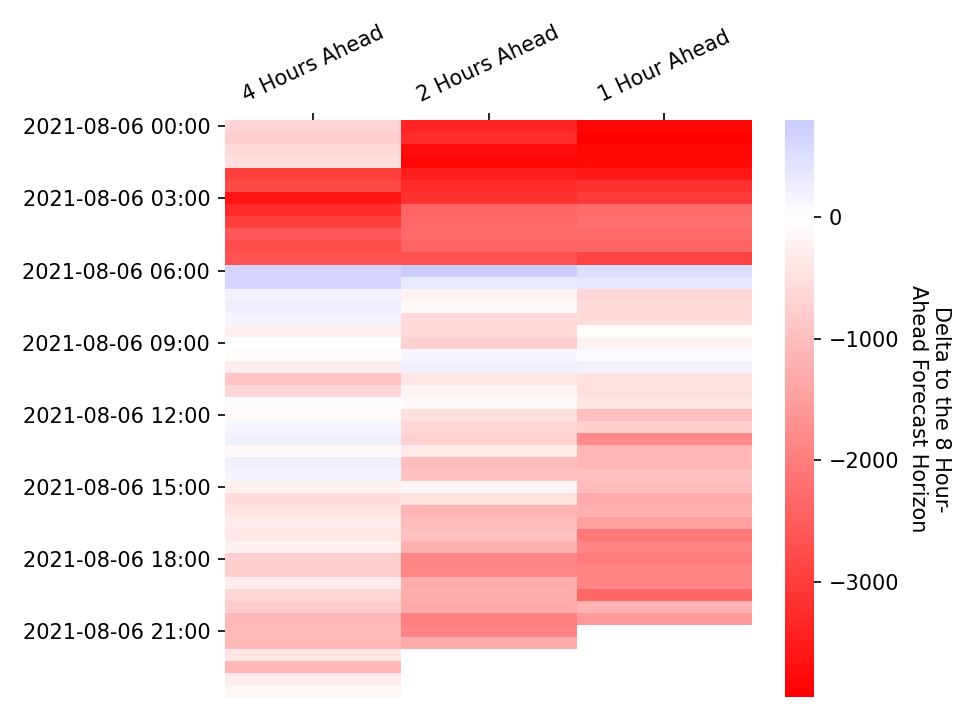 4 Hours Ahead
2 Hours Ahead
1 Hour Ahead
2021-08-06 00:00
2021-08-06 03:00
2021-08-06 06:00
2021-08-06 09:00
2021-08-06 12:00
2021-08-06 15:00
2021-08-06 18:00
2021-08-06 21:00
0
−1000
−2000
−3000
Delta to the 8 Hour-
Ahead Forecast Horizon